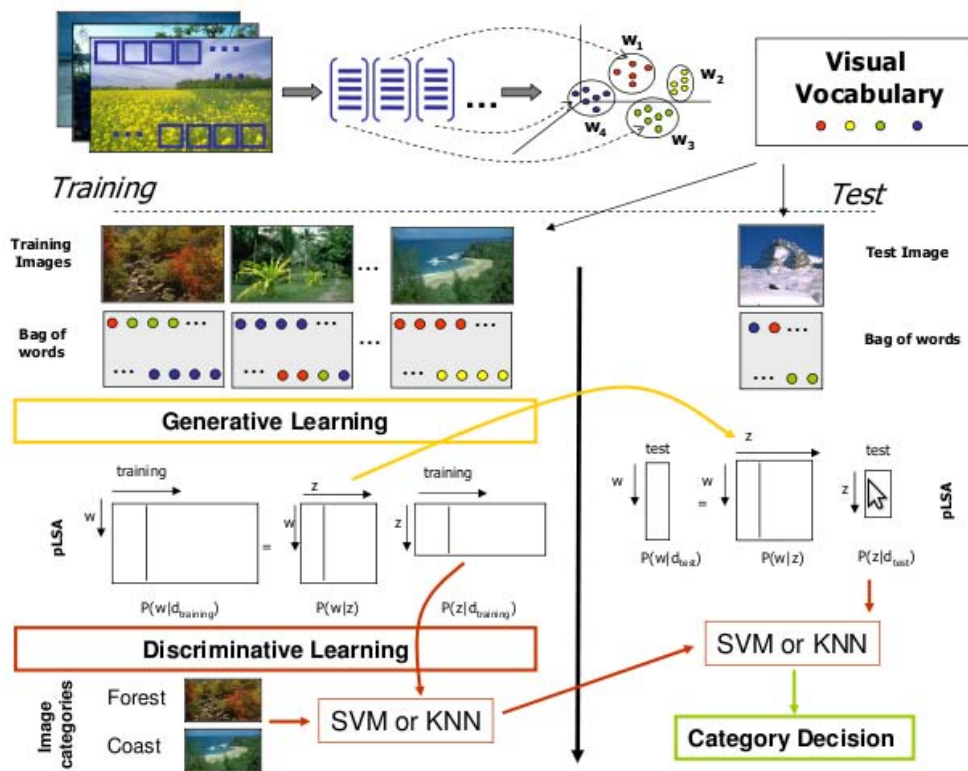 w1
w2
w3
w4
Visual
Vocabulary
Training
Test
Training
Images
...
Test Image
Bag of
words
...
...
...
...
...
...
...
Bag of words
...
...
Generative Learning
pLSA
training
w
=
z
w
training
z
P(w|dtraining)
P(w|z)
P(z|dtraining)
test
w
=
z
w
test
z
pLSA
P(w|dtest)
P(w|z)
P(z|dtest)
Discriminative Learning
SVM or KNN
Image
categories
Forest
Coast
SVM or KNN
Category Decision